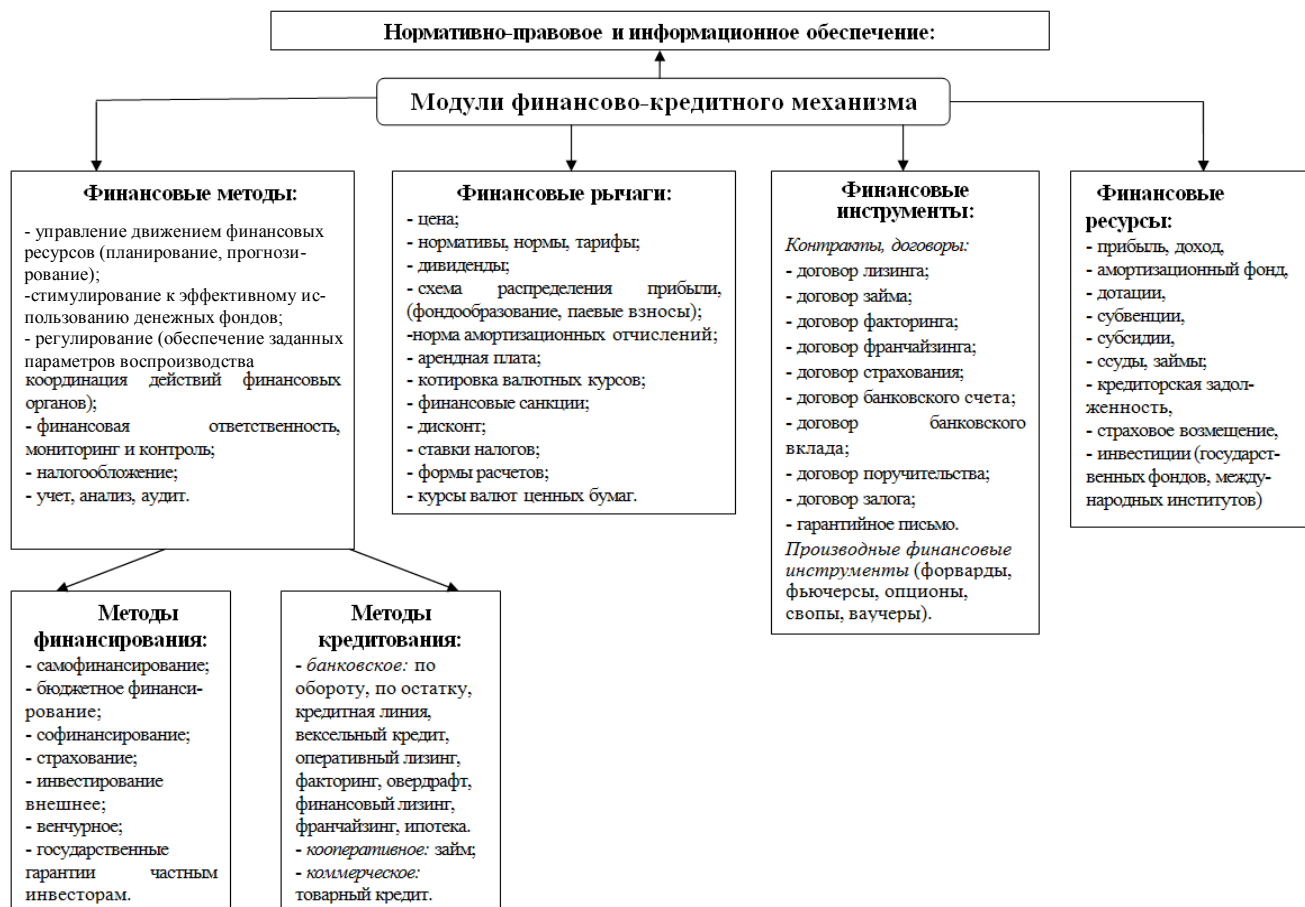 Нормативно-правовое и информационное обеспечение:
Модули финансово-кредитного механизма
Финансовые методы:
- управление движением финансовых
ресурсов (планирование, прогнози-
рование);
-стимулирование к эффективному ис-
пользованию денежных фондов;
- регулирование (обеспечение заданных
параметров воспроизводства
координация действий финансовых
органов);
- финансовая ответственность,
мониторинг и контроль;
- налогообложение;
- учет, анализ, аудит.
Финансовые рычаги:
- цена;
- нормативы, нормы, тарифы;
- дивиденды;
- схема распределения прибыли,
(фондообразование, паевые взносы);
-норма амортизационных отчислений;
- арендная плата;
- котировка валютных курсов;
- финансовые санкции;
- дисконт;
- ставки налогов;
- формы расчетов;
- курсы валют ценных бумаг.
Финансовые
инструменты:
Контракты, договоры:
- договор лизинга;
- договор займа;
- договор факторинга;
- договор франчайзинга;
- договор страхования;
- договор банковского счета;
- договор банковского
вклада;
- договор поручительства;
- договор залога;
- гарантийное письмо.
Производные финансовые
инструменты (форварды,
фьючерсы, опционы,
свопы, ваучеры).
Финансовые
ресурсы:
- прибыль, доход,
- амортизационный фонд,
- дотации,
- субвенции,
- субсидии,
- ссуды, займы;
- кредиторская задол-
женность,
- страховое возмещение,
- инвестиции (государст-
венных фондов, между-
народных институтов)
Методы
финансирования:
- самофинансирование;
- бюджетное финанси-
рование;
- софинансирование;
- страхование;
- инвестирование
внешнее;
- венчурное;
- государственные
гарантии частным
инвесторам.
Методы
кредитования:
- банковское: по
обороту, по остатку,
кредитная линия,
вексельный кредит,
оперативный лизинг,
факторинг, овердрафт,
финансовый лизинг,
франчайзинг, ипотека.
- кооперативное: займ;
- коммерческое:
товарный кредит.